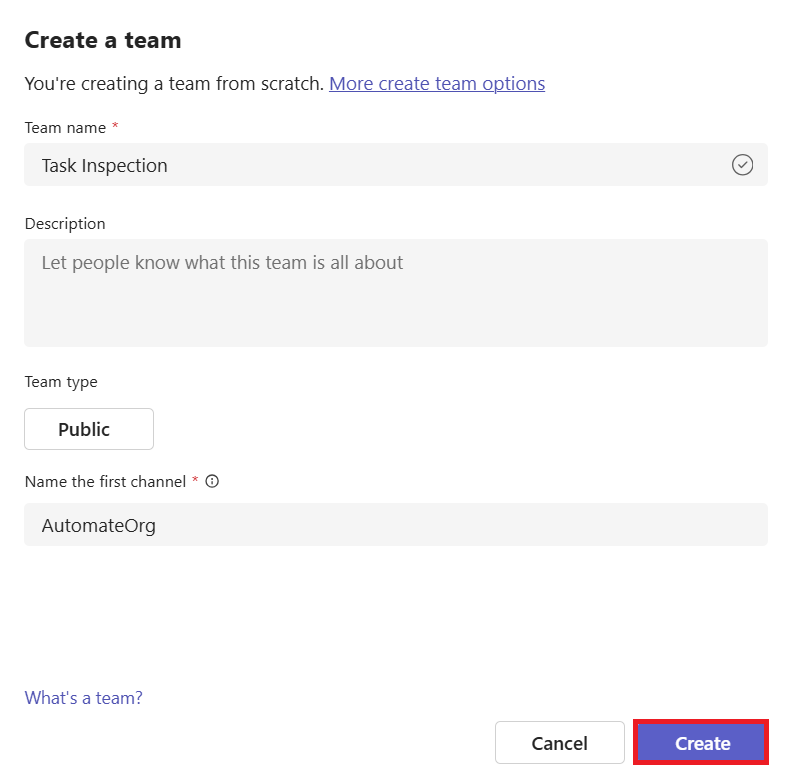 Create a team
You're creating a team from scratch. More create team options
Team name *
Task Inspection
Description
Let people know what this team is all about
Team type
Public
Name the first channel *
AutomateOrg
What's a team?
Cancel
Create